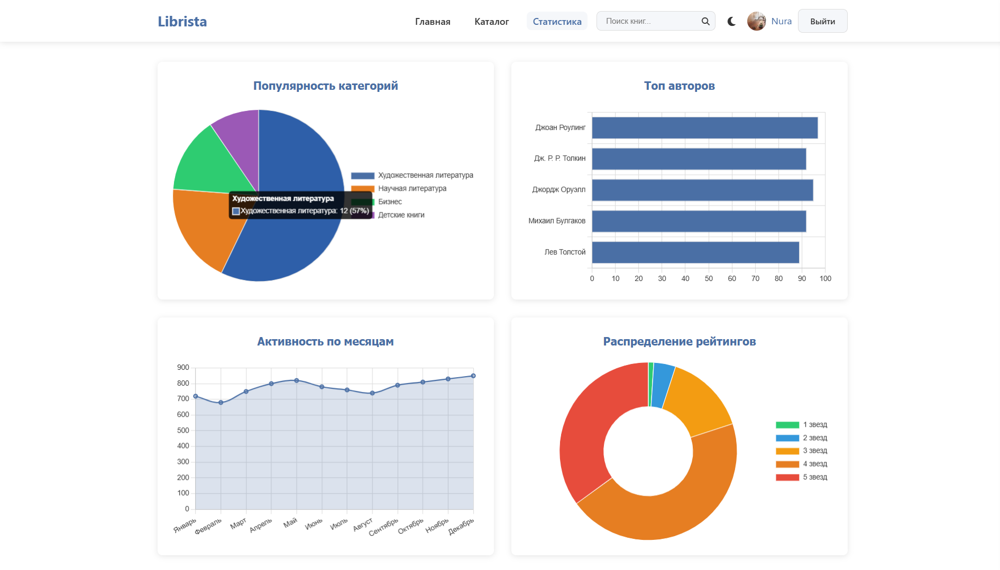 Librista
Главная
Каталог
Статистика
Поиск книг...
Nura
Выйти
Популярность категорий
Художественная литература
Научная литература
Бизнес
Детские книги
Художественная литература
Художественная литература: 12 (57%)
Топ авторов
Джоан Роулинг
Дж. Р. Р. Толкин
Джордж Оруэлл
Михаил Булгаков
Лев Толстой
0 10 20 30 40 50 60 70 80 90 100
Активность по месяцам
900
800
700
600
500
400
300
200
100
0
Январь Февраль Март Апрель Май Июнь Июль Август Сентябрь Октябрь Ноябрь Декабрь
Распределение рейтингов
1 звезд
2 звезд
3 звезд
4 звезд
5 звезд